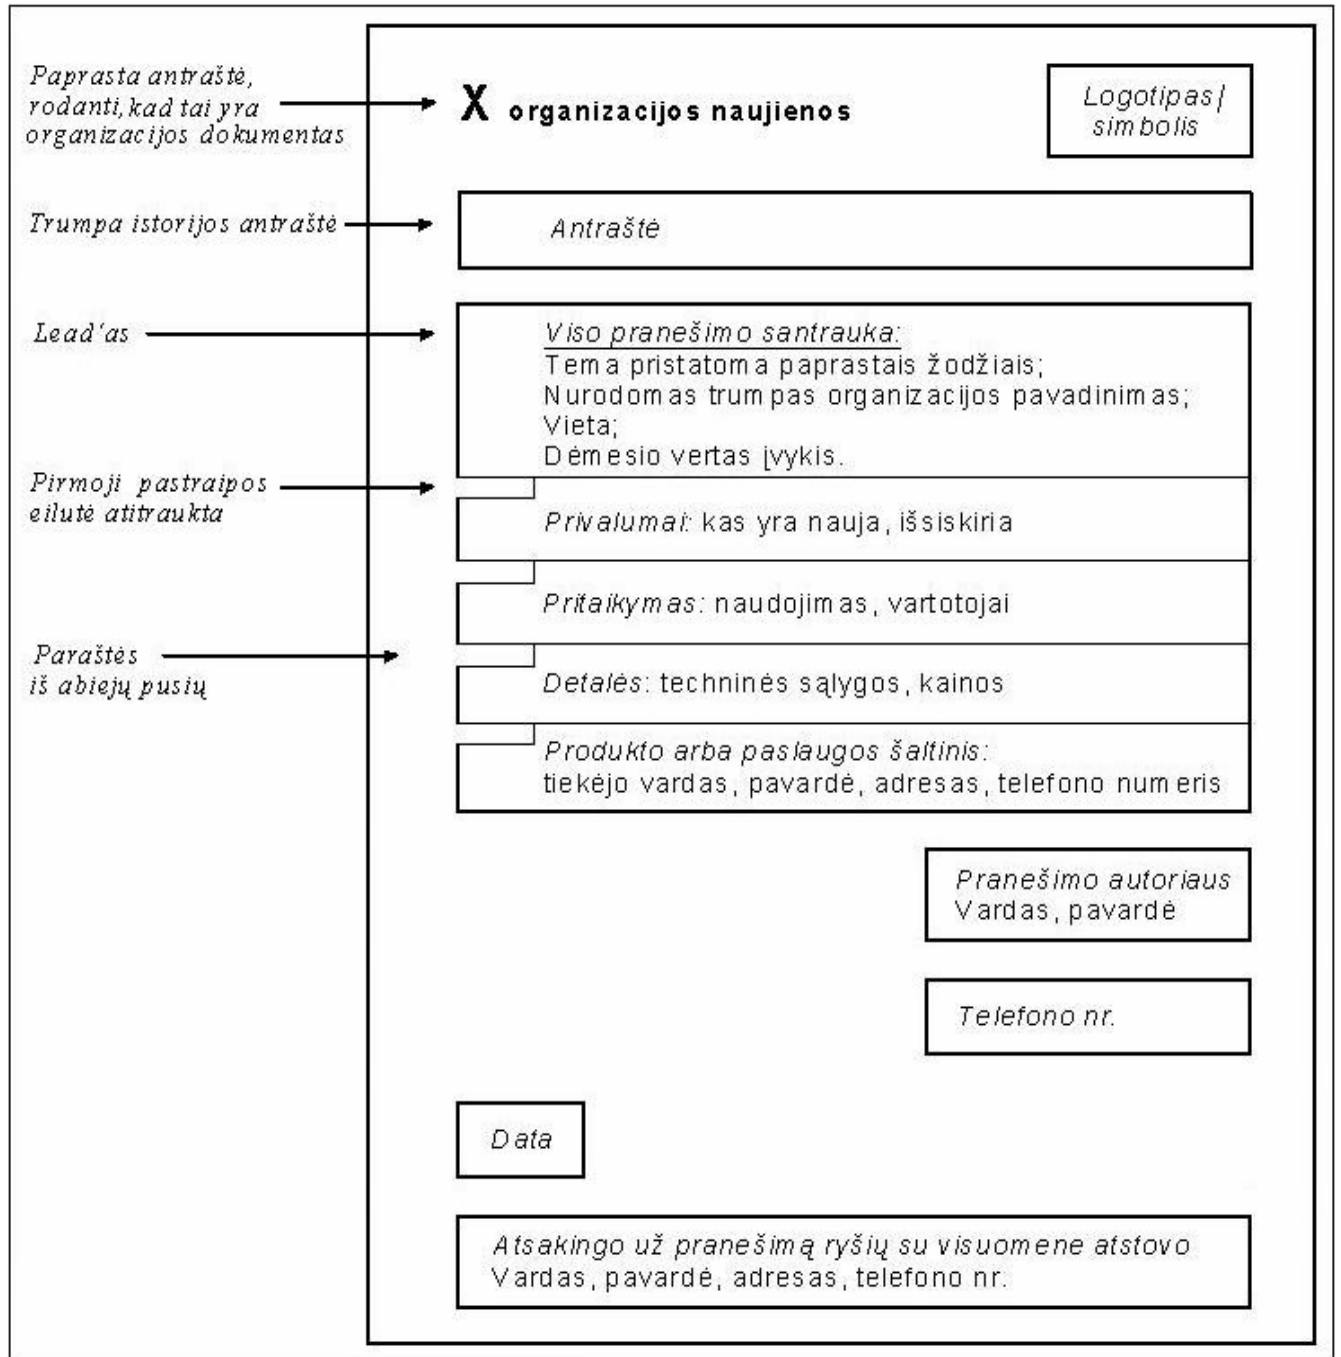 Paprasta antraštė,
rodanti, kad tai yra
organizacijos dokumentas
X organizacijos naujienos
Logotipas/
simbolis
Trumpa istorijos antraštė
Antraštė
Lead'as
Viso pranešimo santrauka:
Tema pristatoma paprastais žodžiais;
Nurodomas trumpas organizacijos pavadinimas;
Vieta;
Dėmesio vertas įvykis.
Pirmoji pastraipos
eilutė atitraukta
Privalumai: kas yra nauja, išsiskiria
Pritaikymas: naudojimas, vartotojai
Paraštės
iš abiejų pusių
Detalės: techninės sąlygos, kainos
Produkto arba paslaugos šaltinis:
tiekėjo vardas, pavardė, adresas, telefono numeris
Pranešimo autoriaus
Vardas, pavardė
Telefono nr.
Data
Atsakingo už pranešimą ryšių su visuomene atstovo
Vardas, pavardė, adresas, telefono nr.